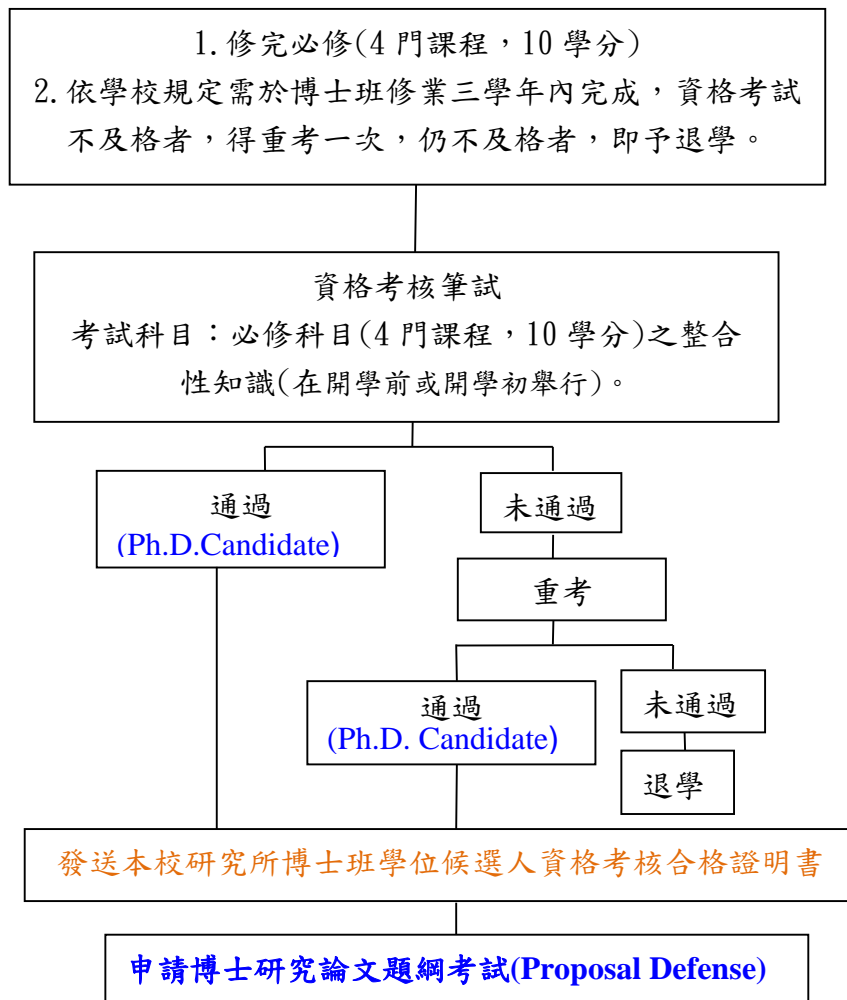 1.修完必修(4門課程，10學分)
2.依學校規定需於博士班修業三學年內完成，資格考試
不及格者，得重考一次，仍不及格者，即予退學。
資格考核筆試
考試科目：必修科目(4門課程，10學分)之整合
性知識(在開學前或開學初舉行)。
通過
(Ph.D.Candidate)
未通過
重考
通過
(Ph.D. Candidate)
未通過
退學
發送本校研究所博士班學位候選人資格考核合格證明書
申請博士研究論文題綱考試(Proposal Defense)